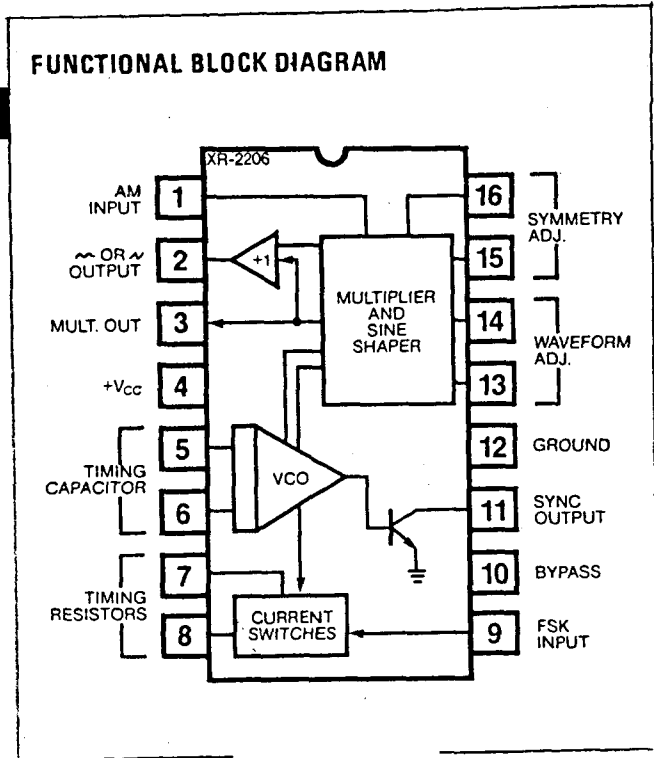 FUNCTIONAL BLOCK DIAGRAM
XR-2206
AM
INPUT
1
OR
OUTPUT
2
MULT. OUT
3
+VCC
4
TIMING
CAPACITOR
5
6
TIMING
RESISTORS
7
8
+1
MULTIPLIER
AND
SINE
SHAPER
VCO
CURRENT
SWITCHES
16
15
SYMMETRY
ADJ.
14
13
WAVEFORM
ADJ.
12
GROUND
11
SYNC
OUTPUT
10
BYPASS
9
FSK
INPUT